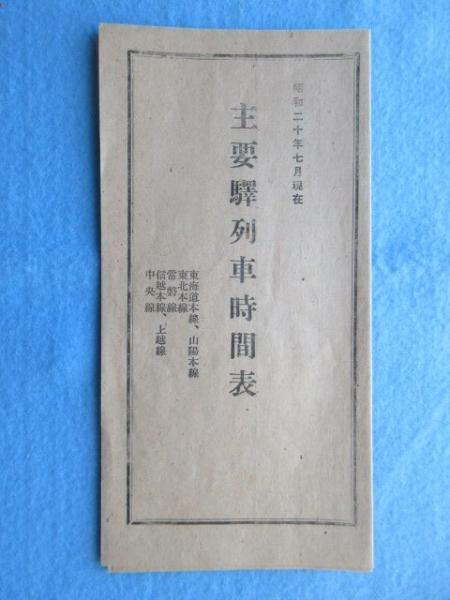 昭和二十年七月現在
主要驛列車時間表
東海道本線、山陽本線
東北本線
常磐線
信越本線、上越線
中央線